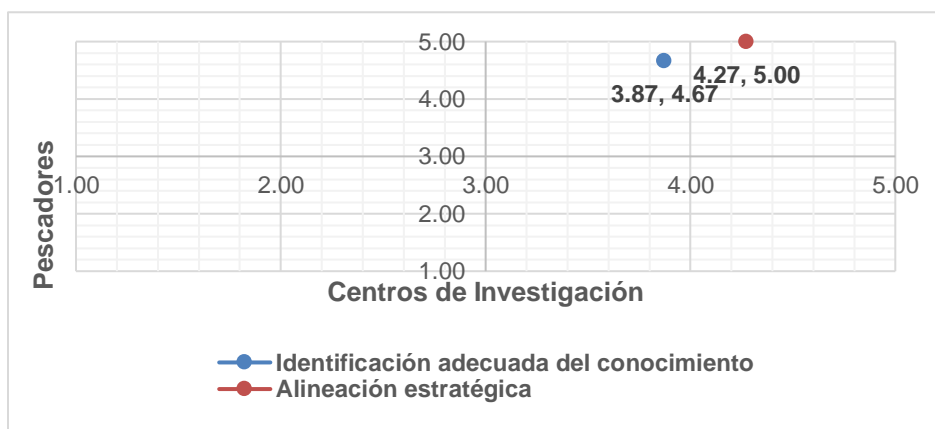 5.00
4.27, 5.00
3.87, 4.67
4.00
3.00
1.00 2.00 3.00 4.00 5.00
2.00
1.00
Pescadores
Centros de Investigación
Identificación adecuada del conocimiento
Alineación estratégica